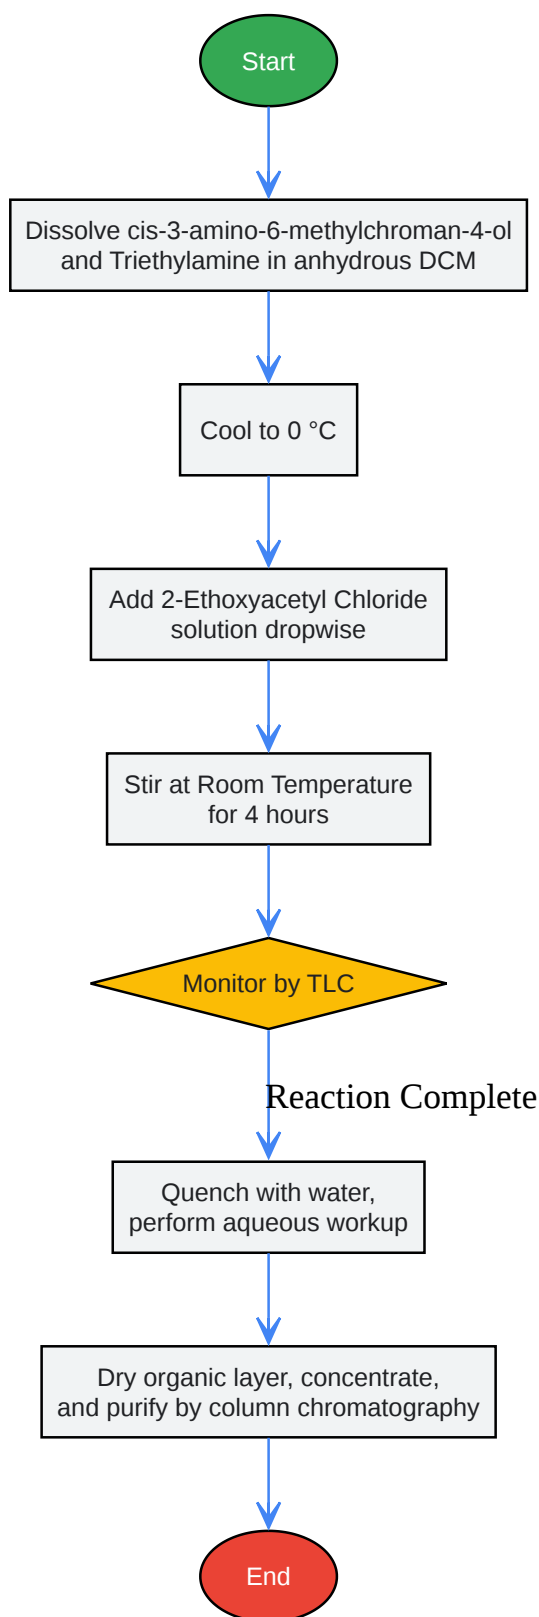 Start
Dissolve cis-3-amino-6-methylchroman-4-ol
and Triethylamine in anhydrous DCM
Cool to 0 °C
Add 2-Ethoxyacetyl Chloride
solution dropwise
Stir at Room Temperature
for 4 hours
Monitor by TLC
Reaction Complete
Quench with water,
perform aqueous workup
Dry organic layer, concentrate,
and purify by column chromatography
End